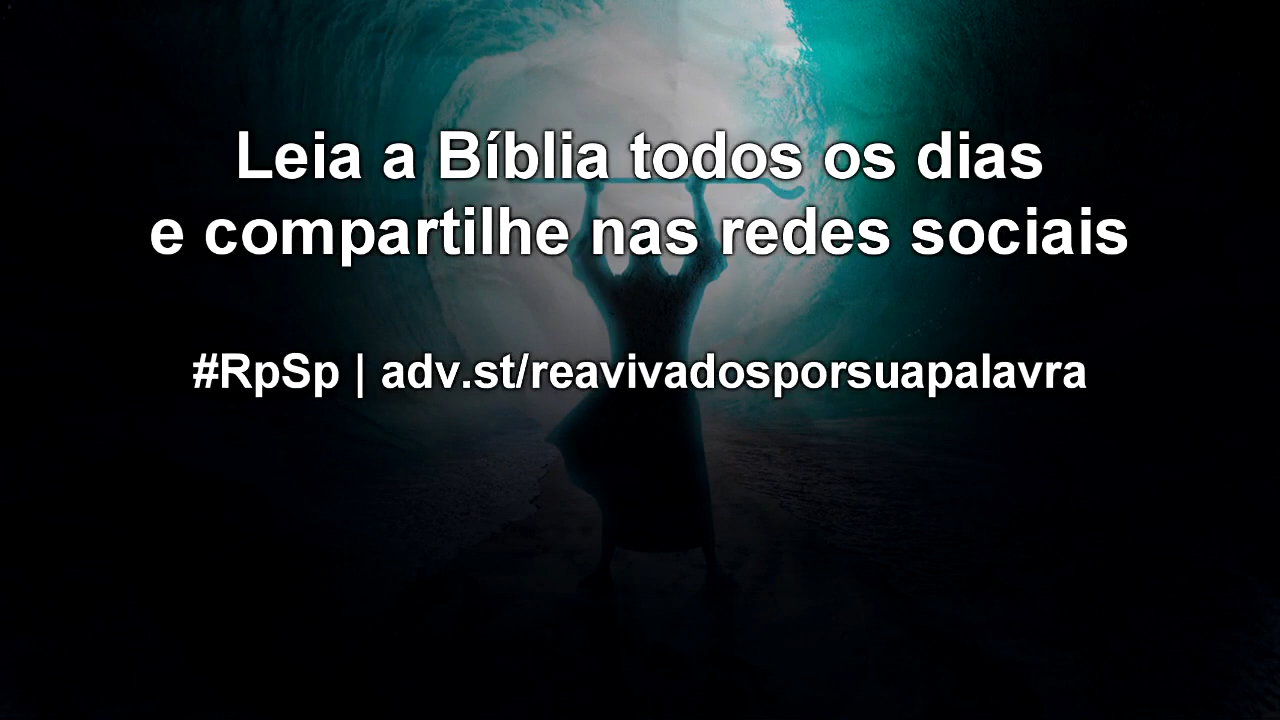 Leia a Bíblia todos os dias
e compartilhe nas redes sociais
#RpSp | adv.st/reavivadosporsuapalavra